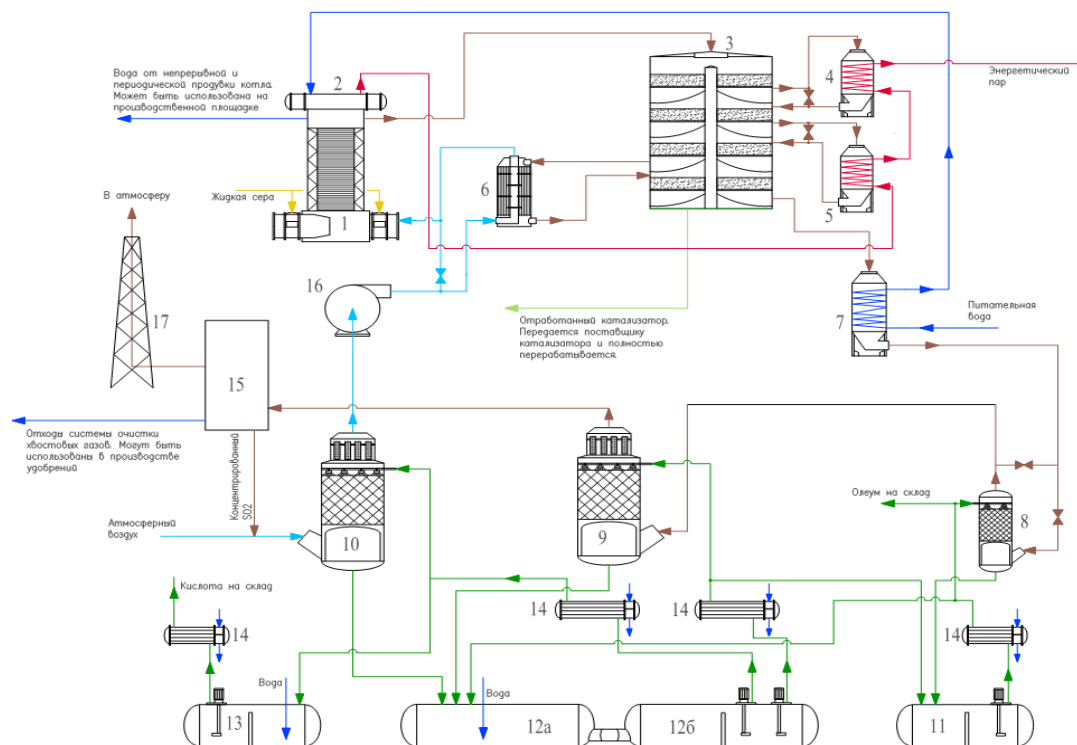 2
3
4
Энергетический
пар
Вода от непрерывной и
периодической продувки котла.
Может быть использована на
производственной площадке
В атмосферу
Жидкая сера
6
5
1
16
17
Отработанный катализатор.
Передается поставщику
катализатора и полностью
перерабатывается.
7
Питательная
вода
15
Отходы системы очистки
хвостовых газов. Могут быть
использованы в производстве
удобрений
Концентрированный
SO2
Олеум на склад
8
Атмосферный
воздух
10
9
Кислота на склад
14
14
14
14
Вода
Вода
13
12а
12б
11